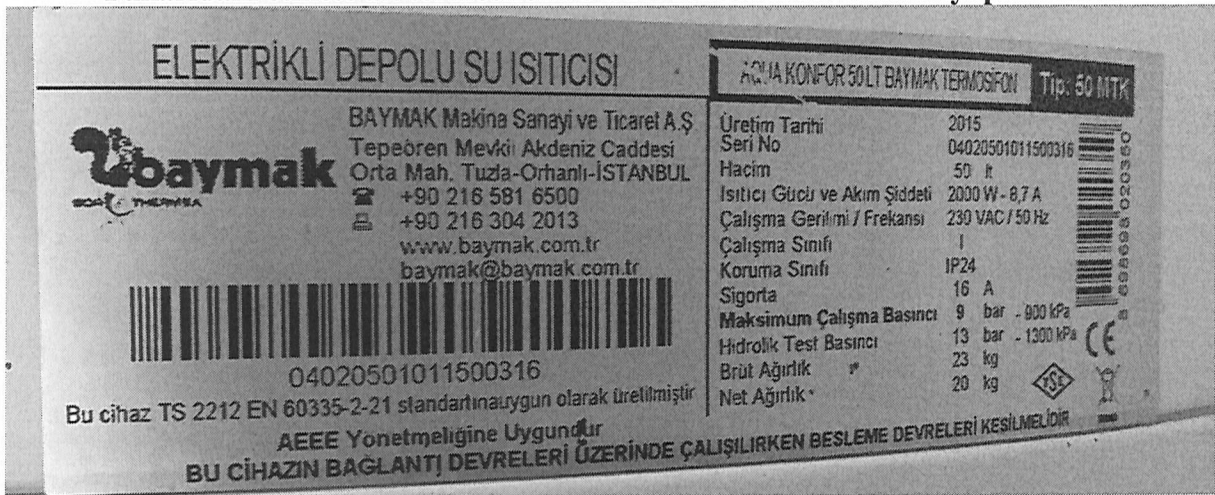 ELEKTRİKLİ DEPOLU SU ISITICISI
baymak
BAYMAK Makina Sanayi ve Ticaret A.Ş
Tepeören Mevkii Akdeniz Caddesi
Orta Mah. Tuzla-Orhanlı-İSTANBUL
+90 216 581 6500
+90 216 304 2013
www.baymak.com.tr
baymak@baymak.com.tr
04020501011500316
Bu cihaz TS 2212 EN 60335-2-21 standartınauygun olarak üretilmiştir
AQUA KONFOR 50 LT BAYMAK TERMOSİFON Tip: 50 MTK
Üretim Tarihi 2015
Seri No 04020501011500316
Hacim 50 lt
Isıtıcı Gücü ve Akım Şiddeti 2000 W - 8,7 A
Çalışma Gerilimi / Frekansı 230 VAC / 50 Hz
Çalışma Sınıfı I
Koruma Sınıfı IP24
Sigorta 16 A
Maksimum Çalışma Basıncı 9 bar - 900 kPa
Hidrolik Test Basıncı 13 bar - 1300 kPa
Brüt Ağırlık 23 kg
Net Ağırlık 20 kg
CE
TSE
AEEE Yönetmeliğine Uygundur
BU CİHAZIN BAĞLANTI DEVRELERİ ÜZERİNDE ÇALIŞILIRKEN BESLEME DEVRELERİ KESİLMELİDİR